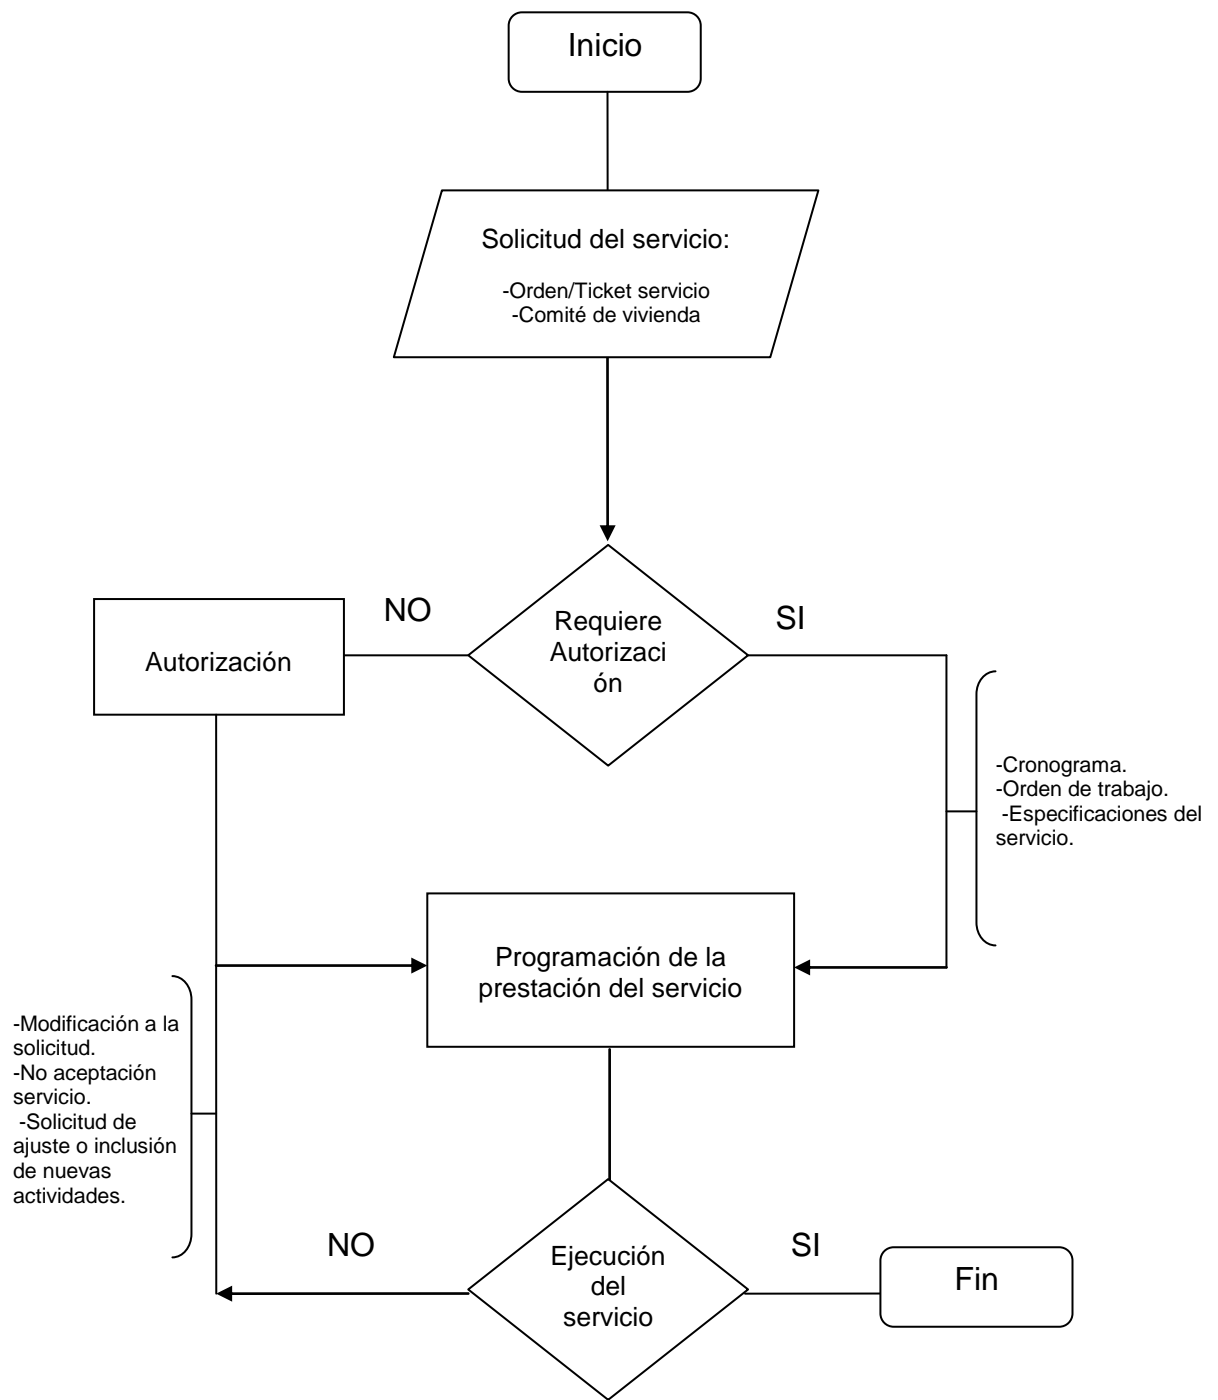 Inicio
Solicitud del servicio:
-Orden/Ticket servicio
-Comité de vivienda
NO
Requiere
Autorizaci
ón
SI
Autorización
-Cronograma.
-Orden de trabajo.
-Especificaciones del
servicio.
Programación de la
prestación del servicio
-Modificación a la
solicitud.
-No aceptación
servicio.
-Solicitud de
ajuste o inclusión
de nuevas
actividades.
NO
Ejecución
del
servicio
SI
Fin